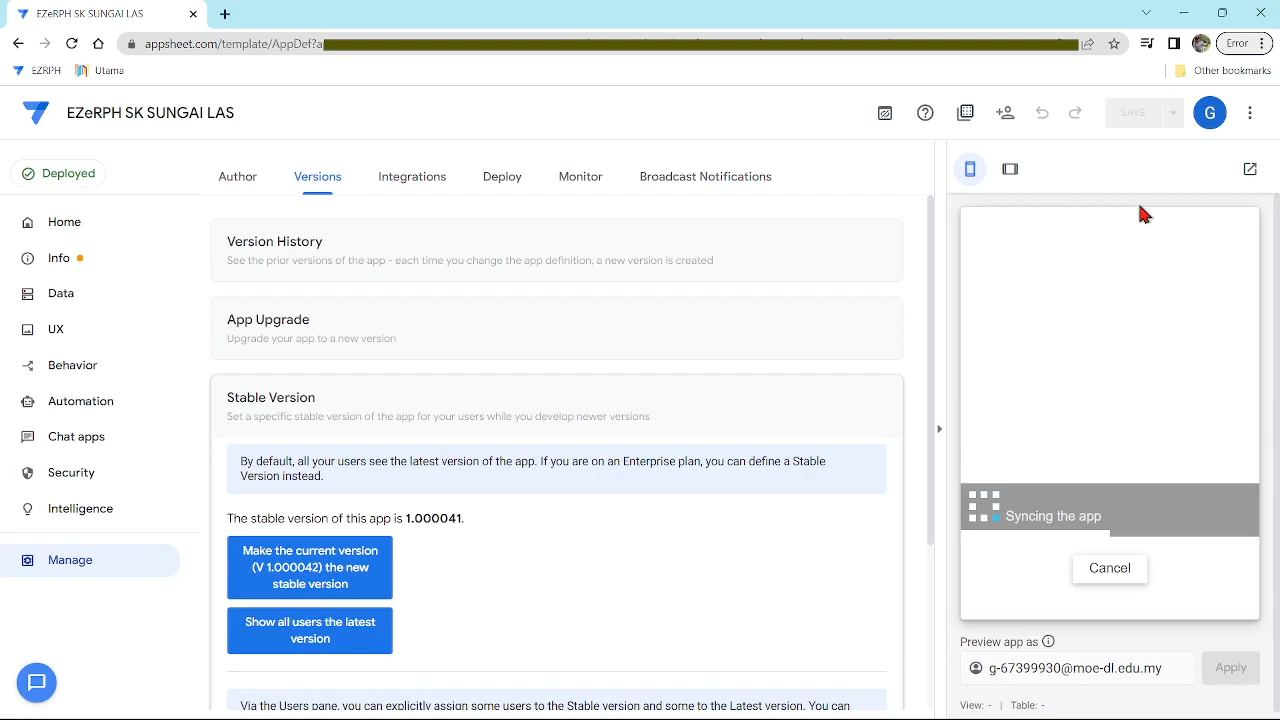 EZeRPH SK SUNGAI LAS
appsheet.com/template/AppDef?a
Error
EZRPH
Utama
Other bookmarks
EZeRPH SK SUNGAI LAS
SAVE
G
Deployed
Author
Versions
Integrations
Deploy
Monitor
Broadcast Notifications
Home
Info
Data
UX
Behavior
Automation
Chat apps
Security
Intelligence
Manage
Version History
See the prior versions of the app - each time you change the app definition, a new version is created
App Upgrade
Upgrade your app to a new version
Stable Version
Set a specific stable version of the app for your users while you develop newer versions
By default, all your users see the latest version of the app. If you are on an Enterprise plan, you can define a Stable
Version instead.
The stable version of this app is 1.000041.
Make the current version
(V 1.000042) the new
stable version
Show all users the latest
version
Via the Users pane, you can explicitly assign some users to the Stable version and some to the Latest version. You can
Syncing the app
Cancel
Preview app as
g-67399930@moe-dl.edu.my
Apply
View: - | Table: -